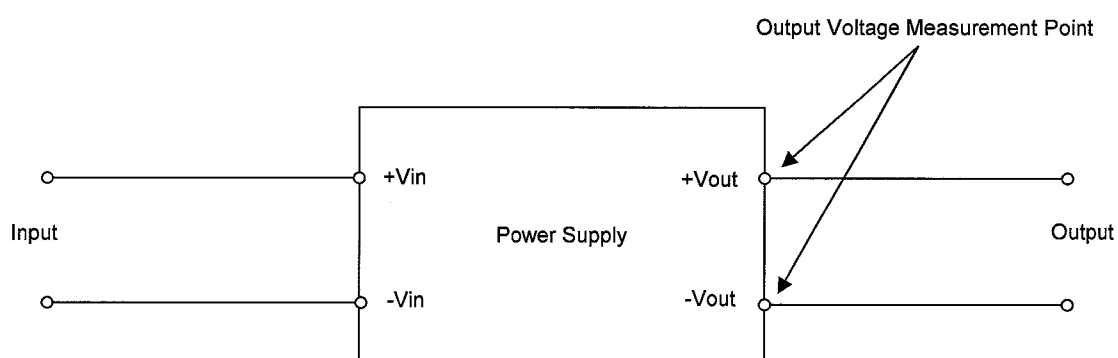 Output Voltage Measurement Point
+Vin
+Vout
Input
Power Supply
Output
-Vin
-Vout